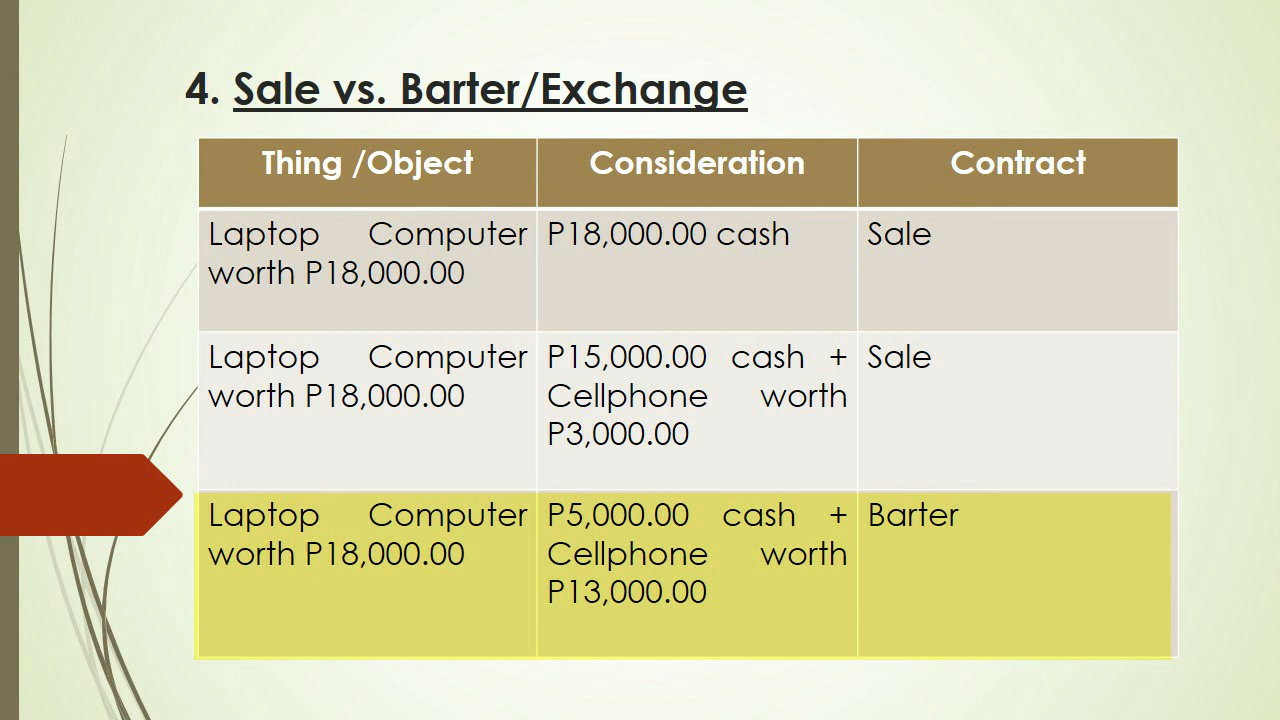 4. Sale vs. Barter/Exchange
Thing /Object
Consideration
Contract
Laptop Computer
worth P18,000.00
P18,000.00 cash
Sale
Laptop Computer
worth P18,000.00
P15,000.00 cash +
Cellphone worth
P3,000.00
Sale
Laptop Computer
worth P18,000.00
P5,000.00 cash +
Cellphone worth
P13,000.00
Barter